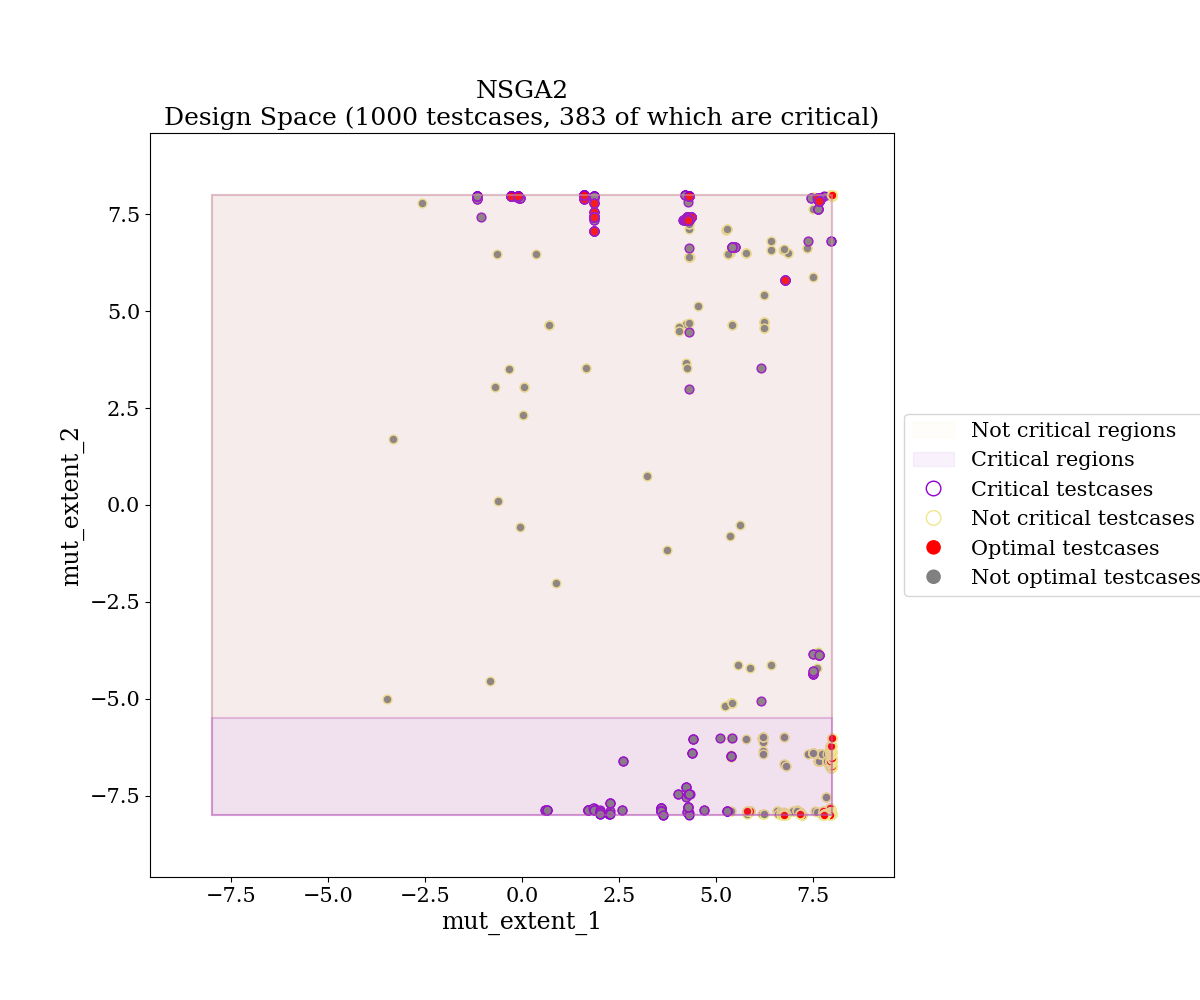 NSGA2
Design Space (1000 testcases, 383 of which are critical)
mut_extent_2
7.5
5.0
2.5
0.0
−2.5
−5.0
−7.5
−7.5
−5.0
−2.5
0.0
2.5
5.0
7.5
mut_extent_1
Not critical regions
Critical regions
Critical testcases
Not critical testcases
Optimal testcases
Not optimal testcases